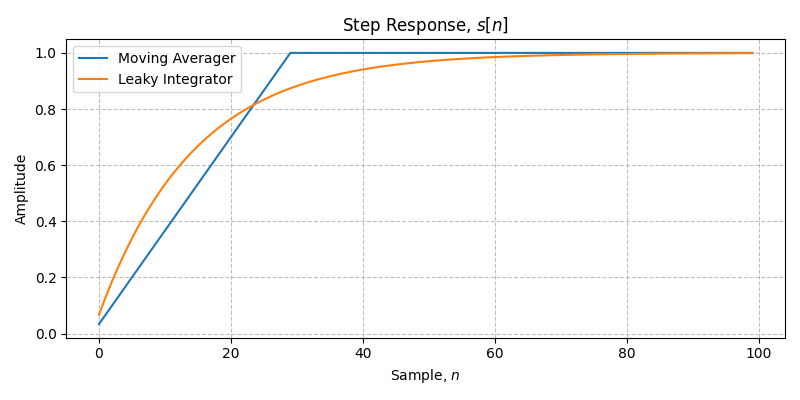 Step Response, s[n]
Moving Averager
Leaky Integrator
Amplitude
1.0
0.8
0.6
0.4
0.2
0.0
0 20 40 60 80 100
Sample, n